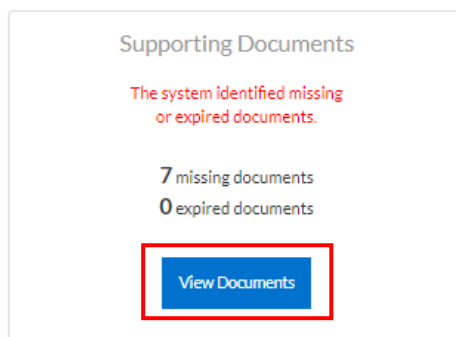 Supporting Documents
The system identified missing
or expired documents.
7 missing documents
0 expired documents
View Documents